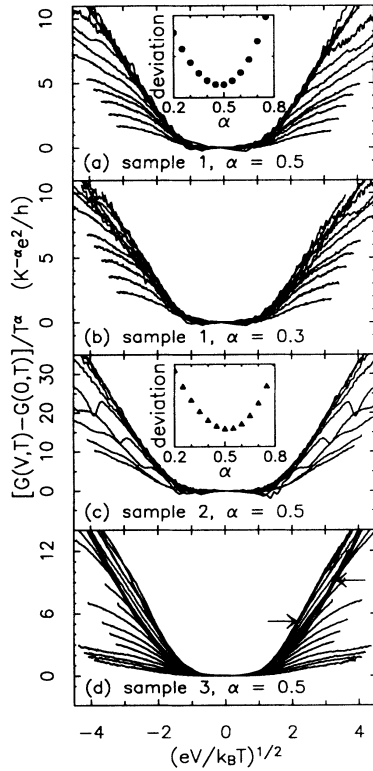 10
5
0
deviation
0.2 0.5 0.8
α
(a) sample 1, α = 0.5
10
5
0
(b) sample 1, α = 0.3
30
20
10
0
deviation
0.2 0.5 0.8
α
(c) sample 2, α = 0.5
12
6
0
(d) sample 3, α = 0.5
[G(V,T)−G(0,T)]/T^α (K^−α e²/h)
−4 −2 0 2 4
(eV/k_BT)^1/2